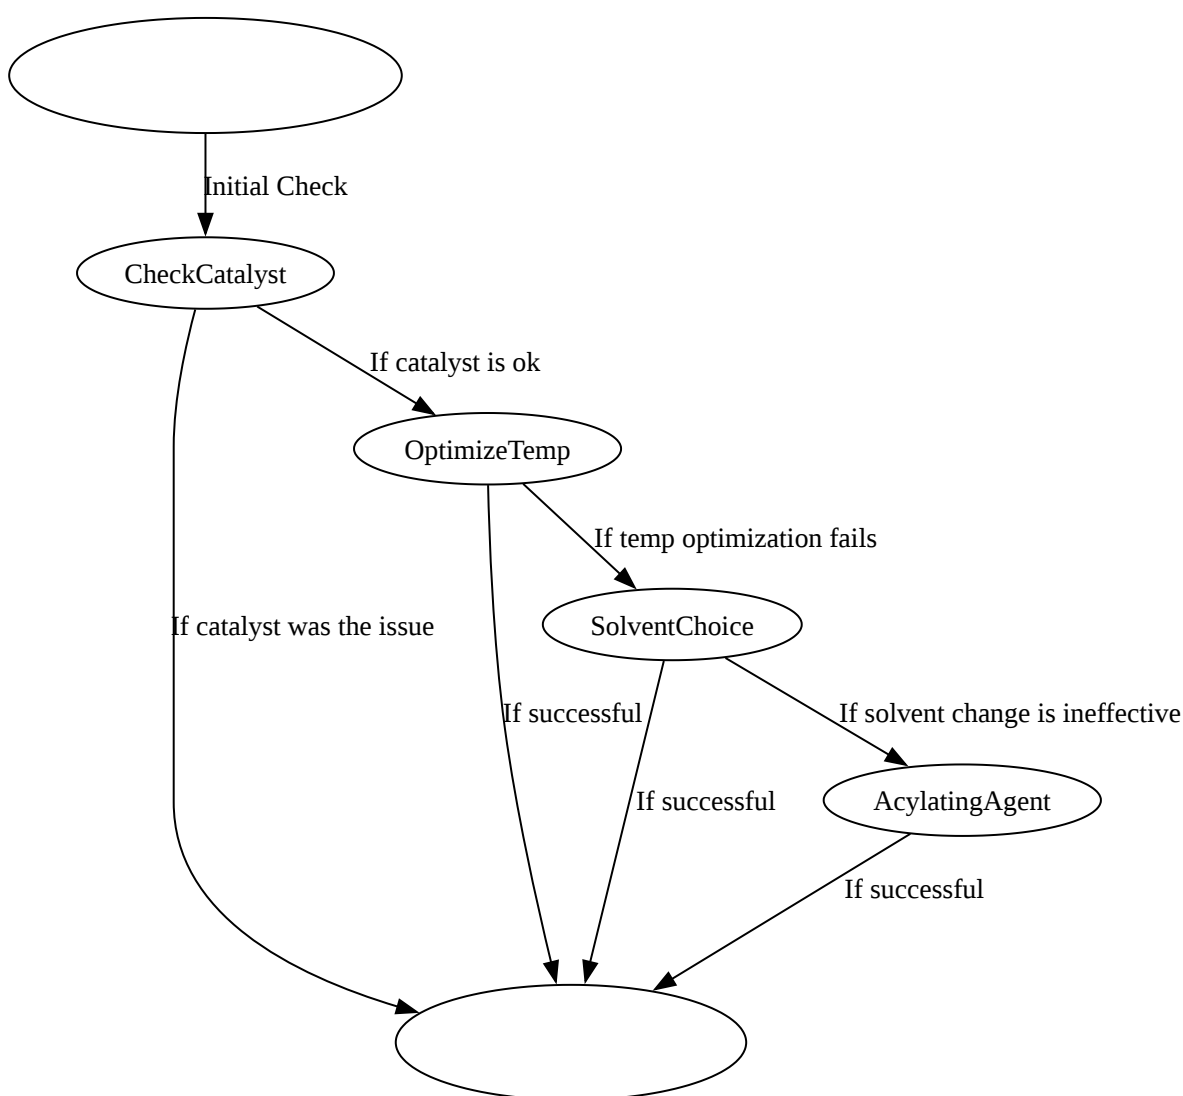 Initial Check
CheckCatalyst
If catalyst is ok
OptimizeTemp
If temp optimization fails
If catalyst was the issue
SolventChoice
If successful
If solvent change is ineffective
If successful
AcylatingAgent
If successful